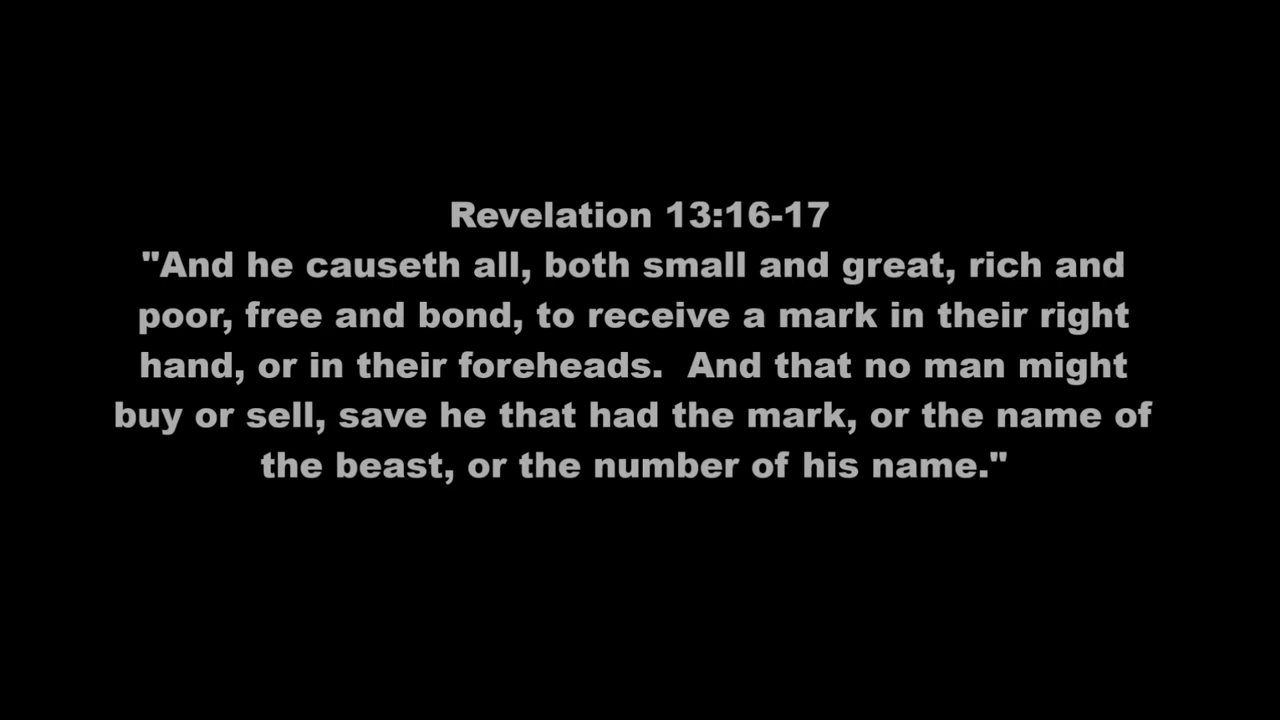 Revelation 13:16-17
"And he causeth all, both small and great, rich and
poor, free and bond, to receive a mark in their right
hand, or in their foreheads.  And that no man might
buy or sell, save he that had the mark, or the name of
the beast, or the number of his name."